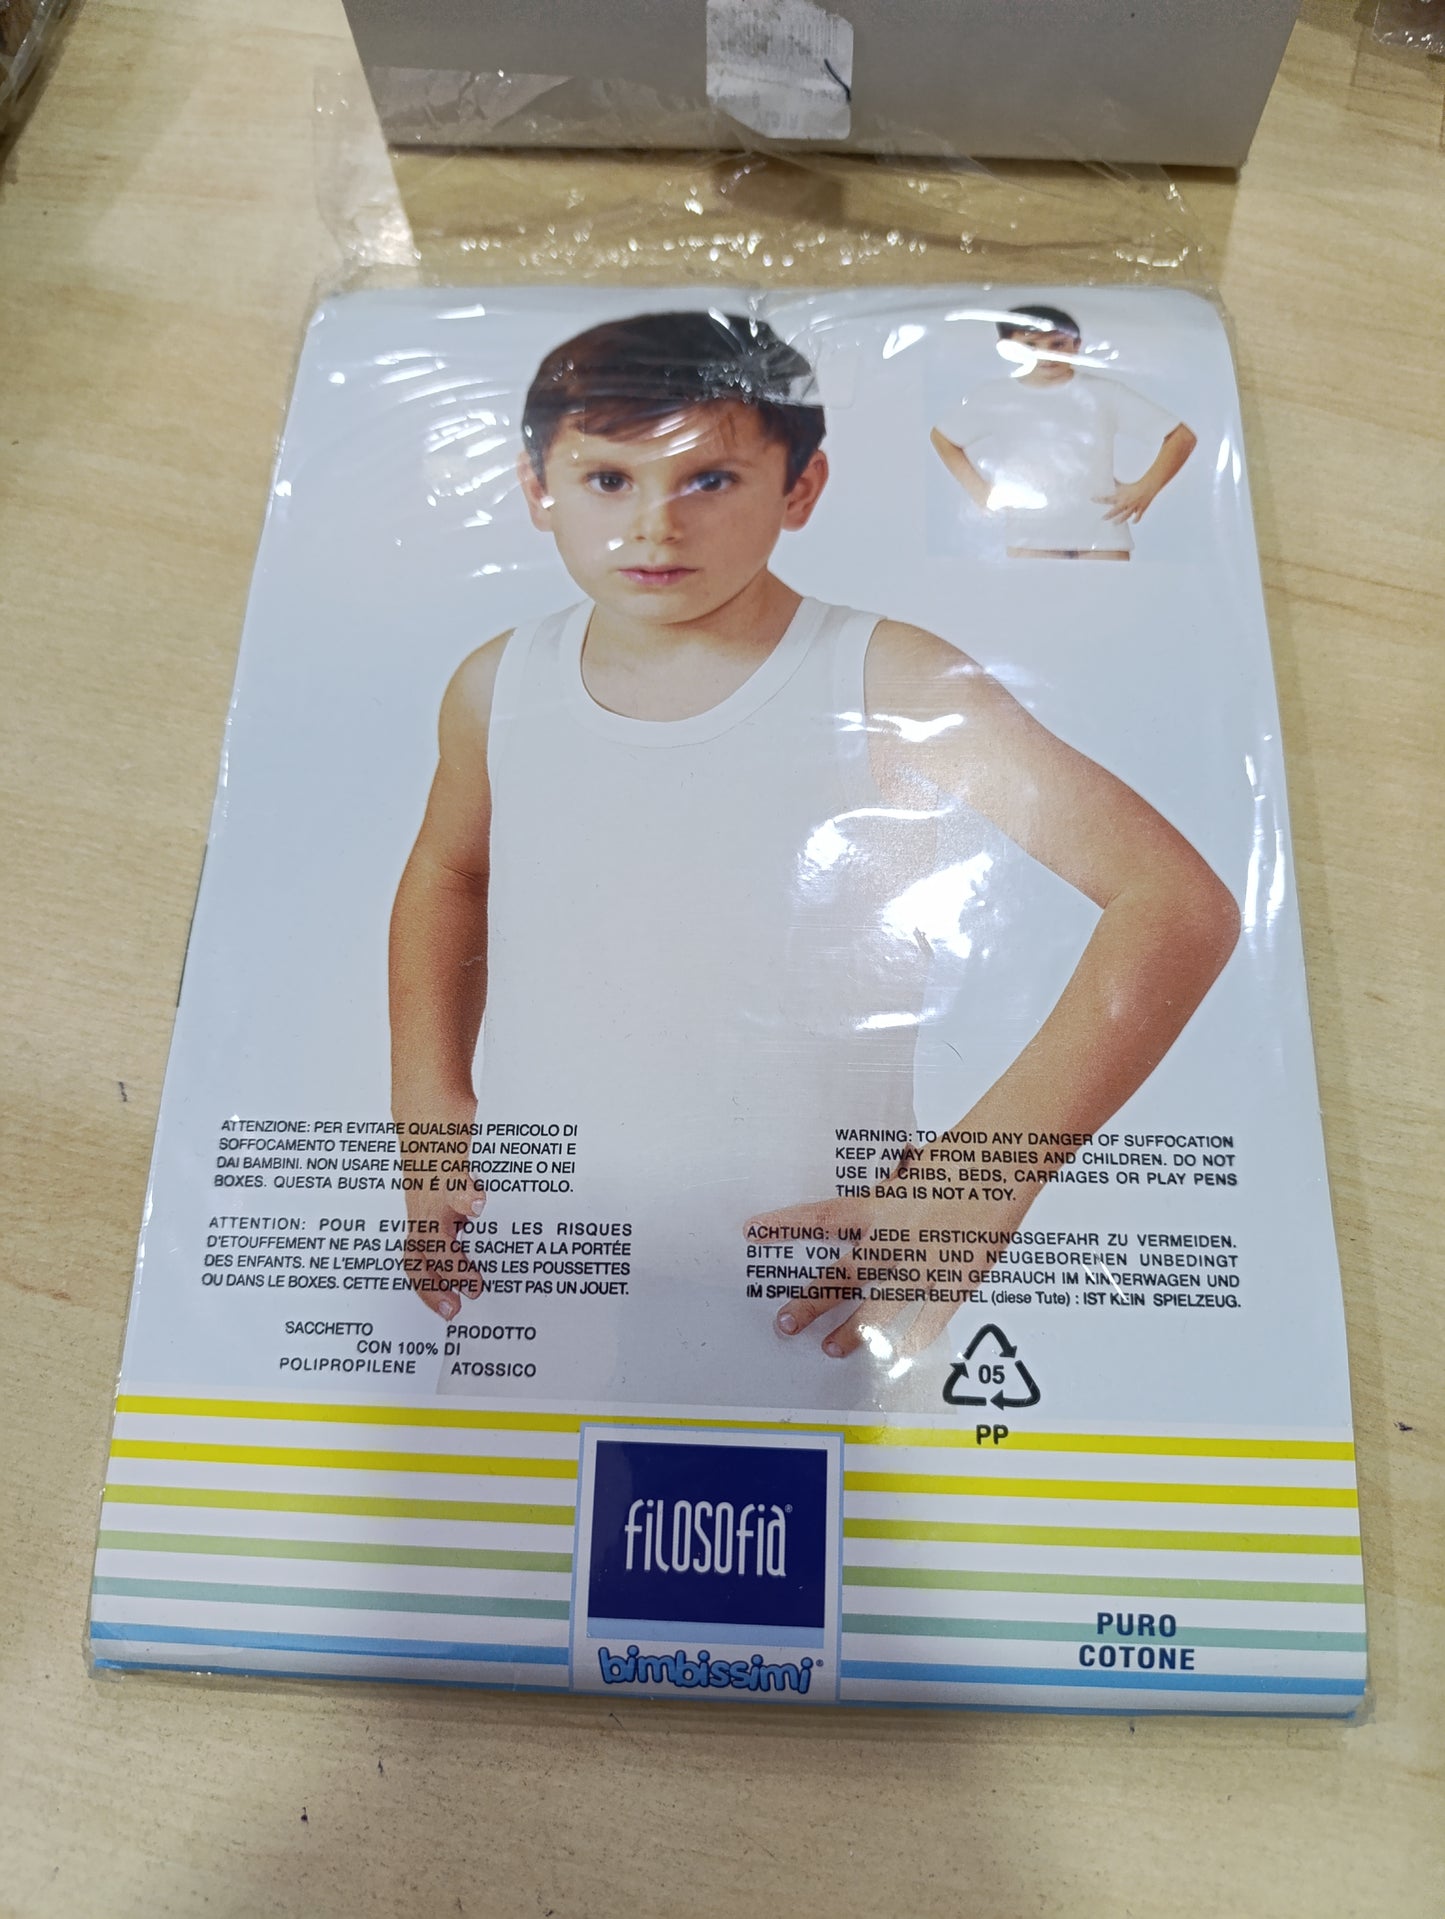 ATTENZIONE: PER EVITARE QUALSIASI PERICOLO DI
SOFFOCAMENTO TENERE LONTANO DAI NEONATI E
DAI BAMBINI. NON USARE NELLE CARROZZINE O NEI
BOXES. QUESTA BUSTA NON É UN GIOCATTOLO.
ATTENTION: POUR EVITER TOUS LES RISQUES
D'ETOUFFEMENT NE PAS LAISSER CE SACHET A LA PORTÉE
DES ENFANTS. NE L'EMPLOYEZ PAS DANS LES POUSSETTES
OU DANS LE BOXES. CETTE ENVELOPPE N'EST PAS UN JOUET.
SACCHETTO PRODOTTO
CON 100% DI
POLIPROPILENE ATOSSICO
WARNING: TO AVOID ANY DANGER OF SUFFOCATION
KEEP AWAY FROM BABIES AND CHILDREN. DO NOT
USE IN CRIBS, BEDS, CARRIAGES OR PLAY PENS
THIS BAG IS NOT A TOY.
ACHTUNG: UM JEDE ERSTICKUNGSGEFAHR ZU VERMEIDEN.
BITTE VON KINDERN UND NEUGEBORENEN UNBEDINGT
FERNHALTEN. EBENSO KEIN GEBRAUCH IM KINDERWAGEN UND
IM SPIELGITTER. DIESER BEUTEL (diese Tute) : IST KEIN SPIELZEUG.
05
PP
filosofia®
bimbissimi®
PURO
COTONE